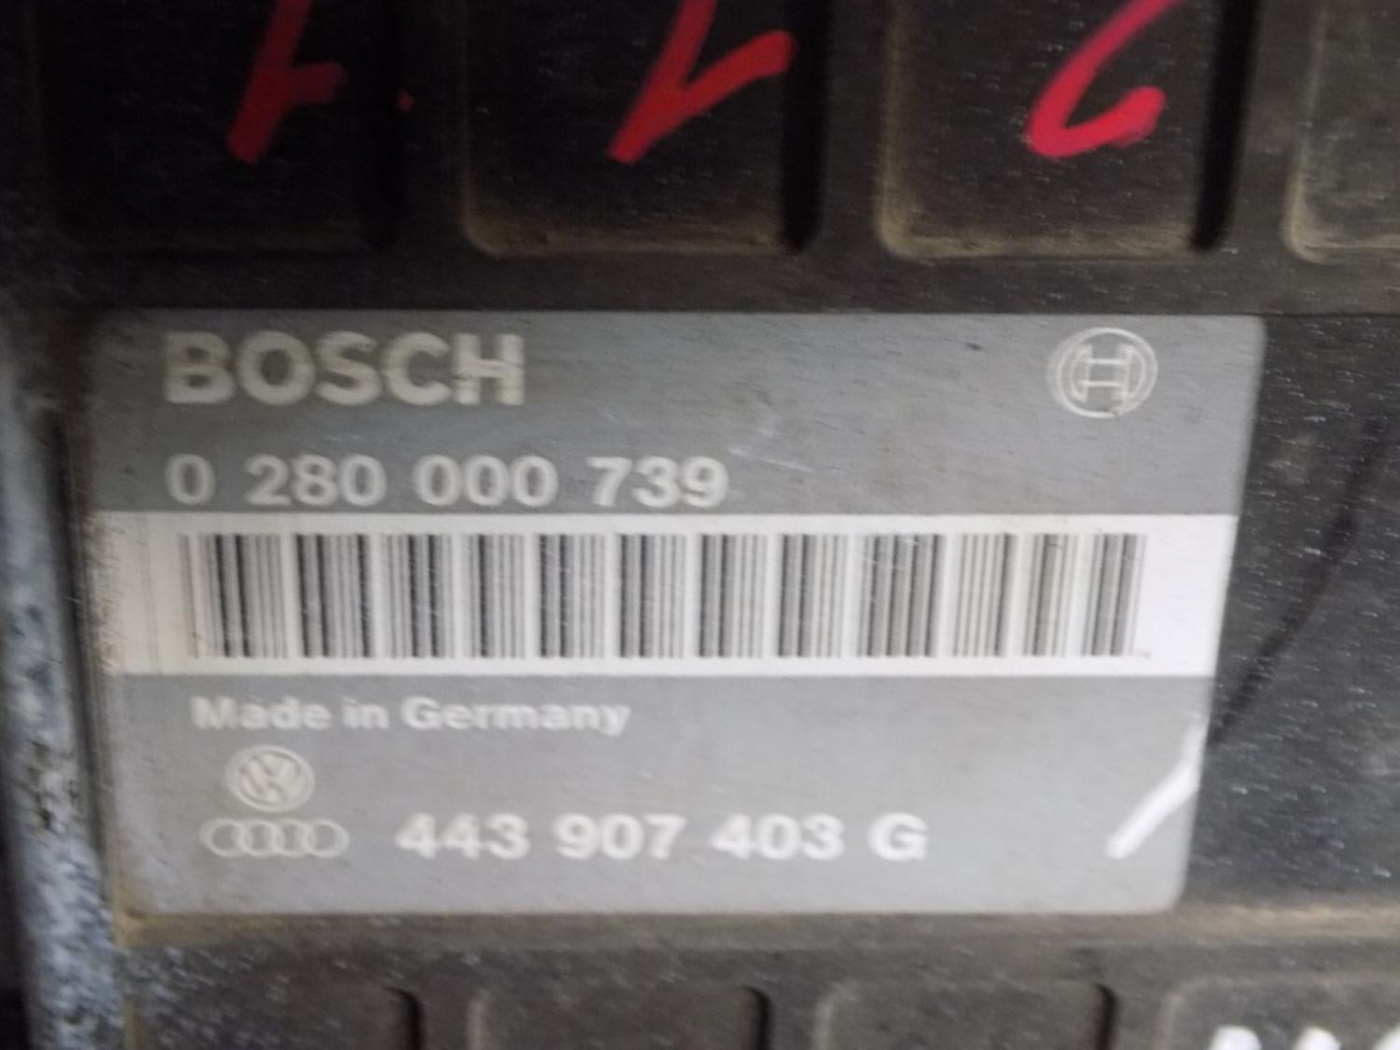 BOSCH
0 280 000 739
Made in Germany
443 907 403 G